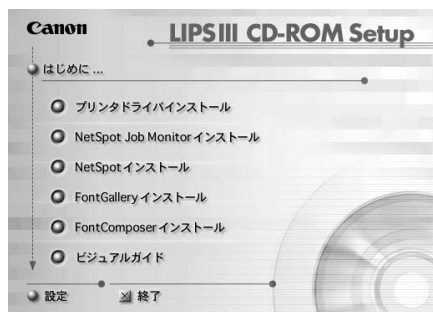 Canon
LIPSIII CD-ROM Setup
はじめに ...
プリンタドライバインストール
NetSpot Job Monitorインストール
NetSpotインストール
FontGalleryインストール
FontComposerインストール
ビジュアルガイド
設定
終了